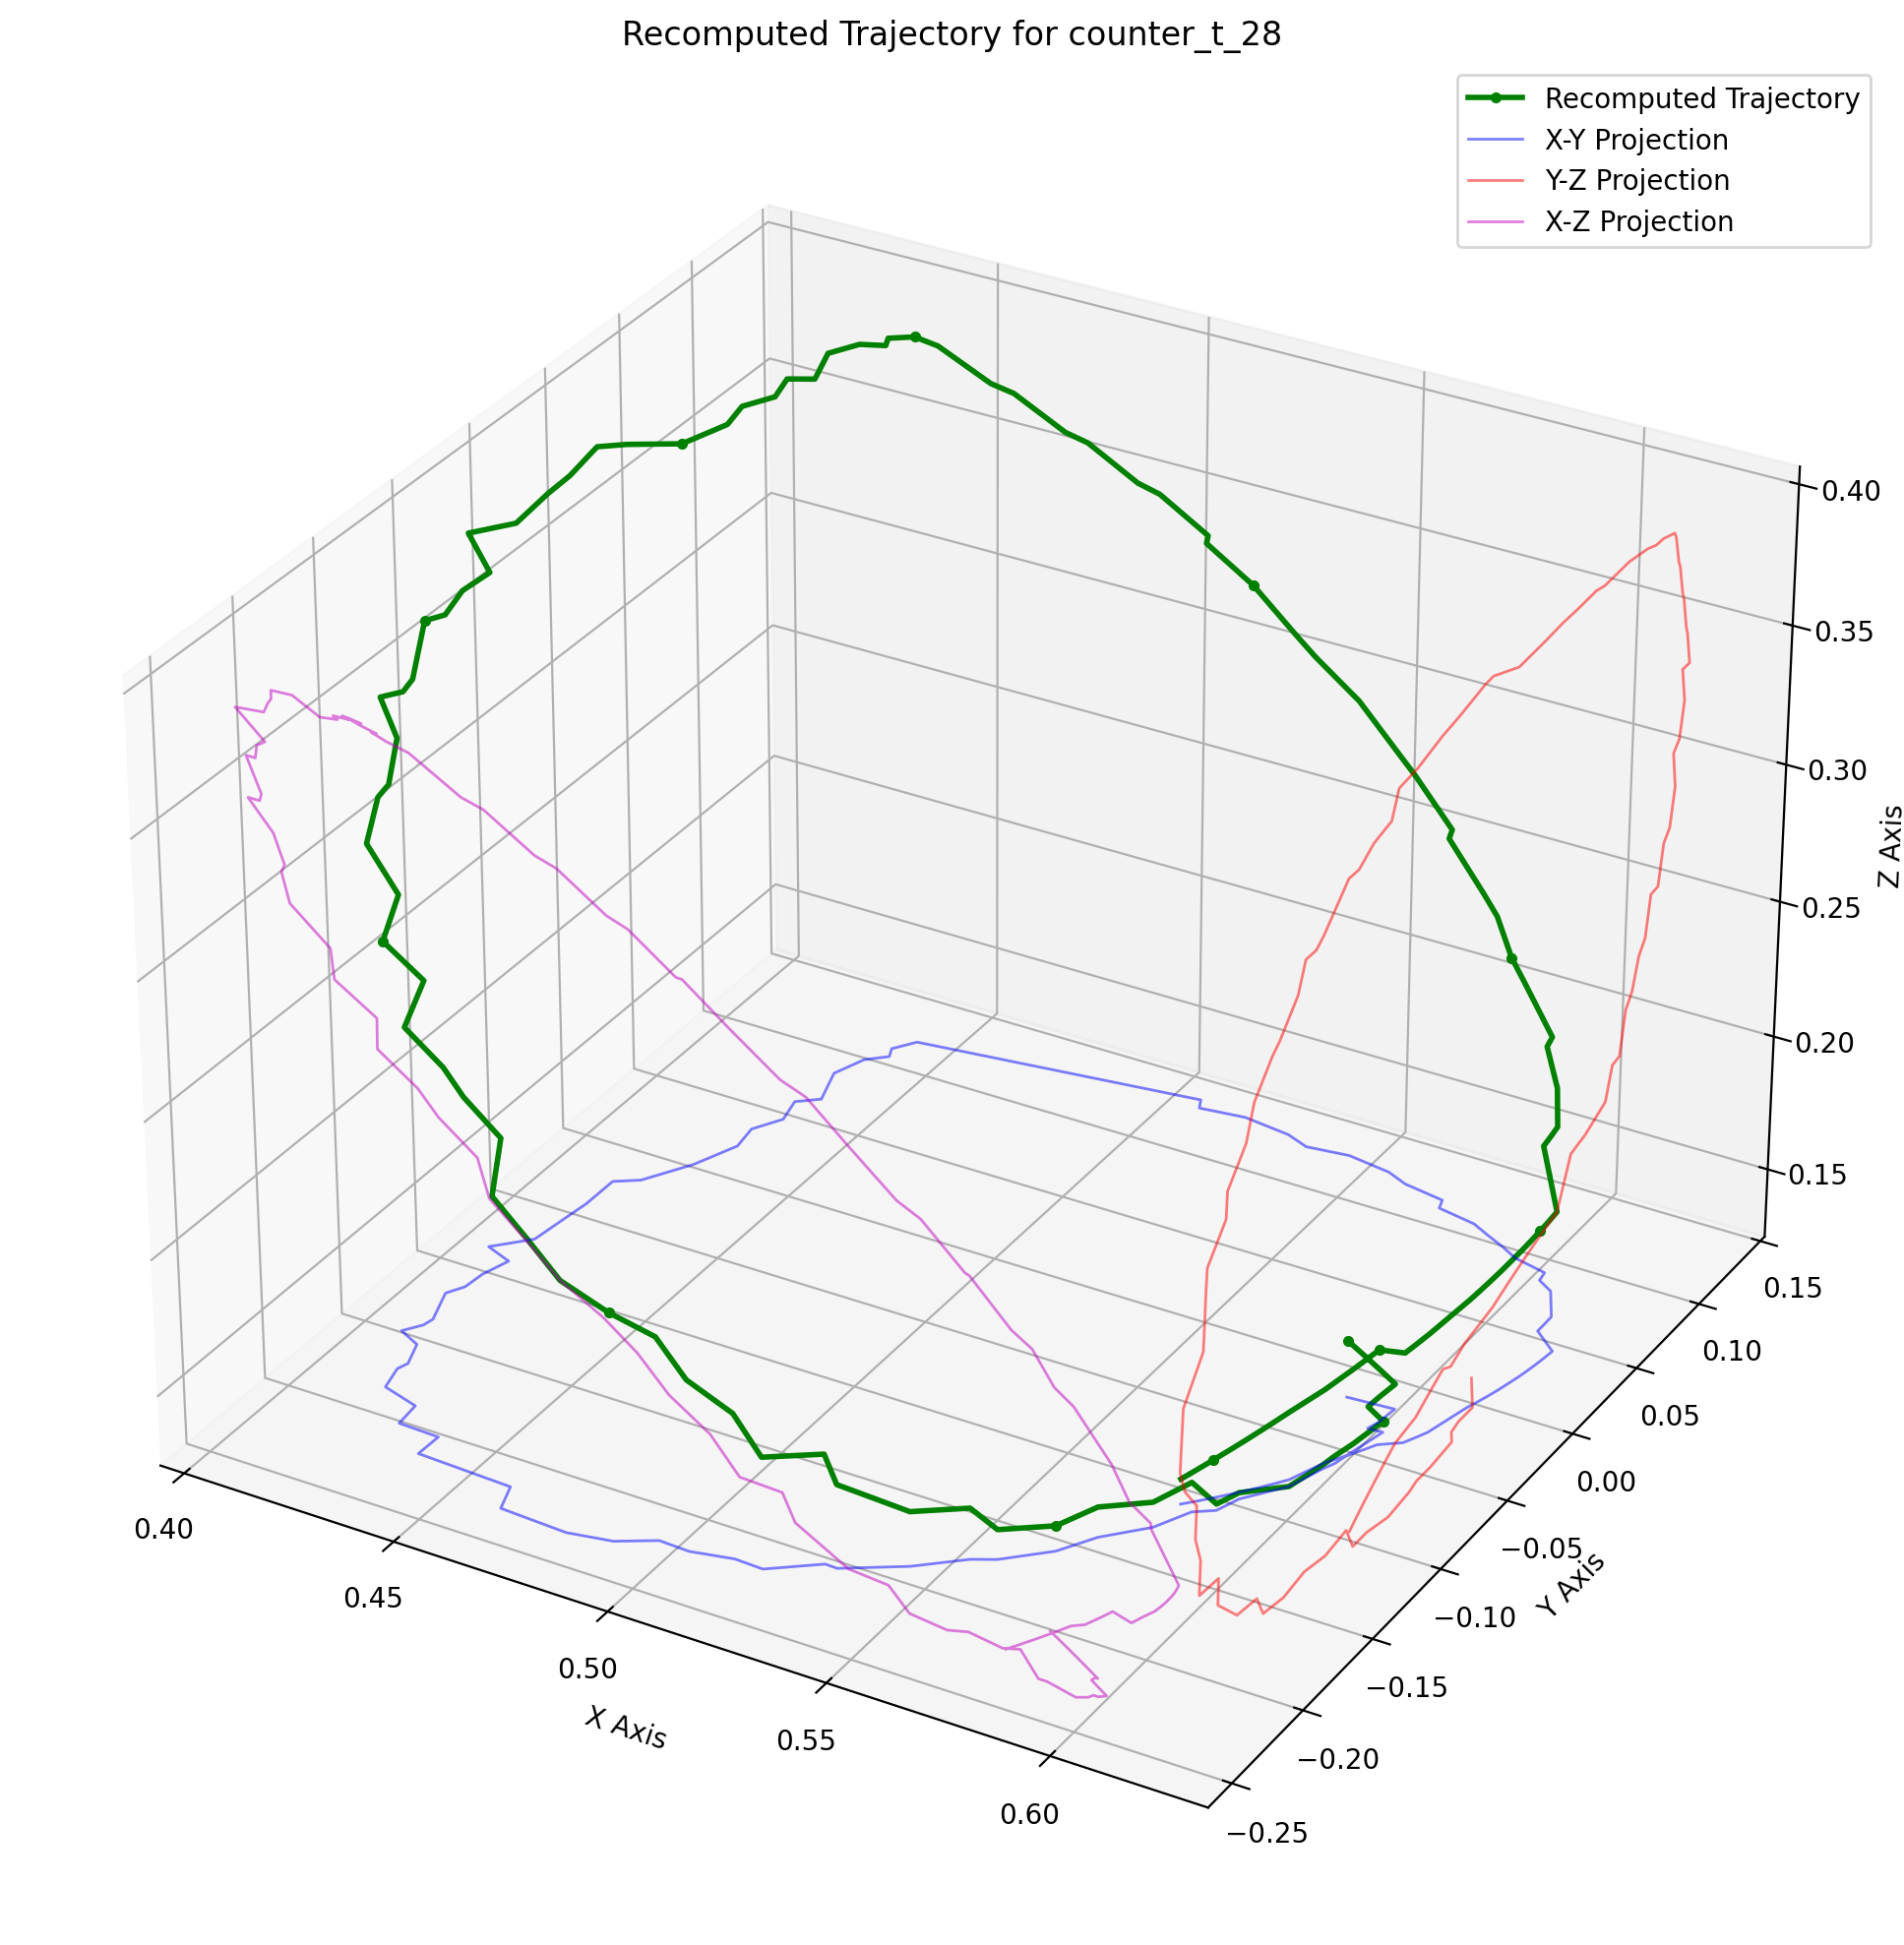 Recomputed Trajectory for counter_t_28
Recomputed Trajectory
X-Y Projection
Y-Z Projection
X-Z Projection
0.40
0.35
0.30
Z Axis
0.25
0.20
0.15
0.15
0.10
0.05
0.00
−0.05
Y Axis
−0.10
−0.15
−0.20
−0.25
0.40
0.45
0.50
X Axis
0.55
0.60